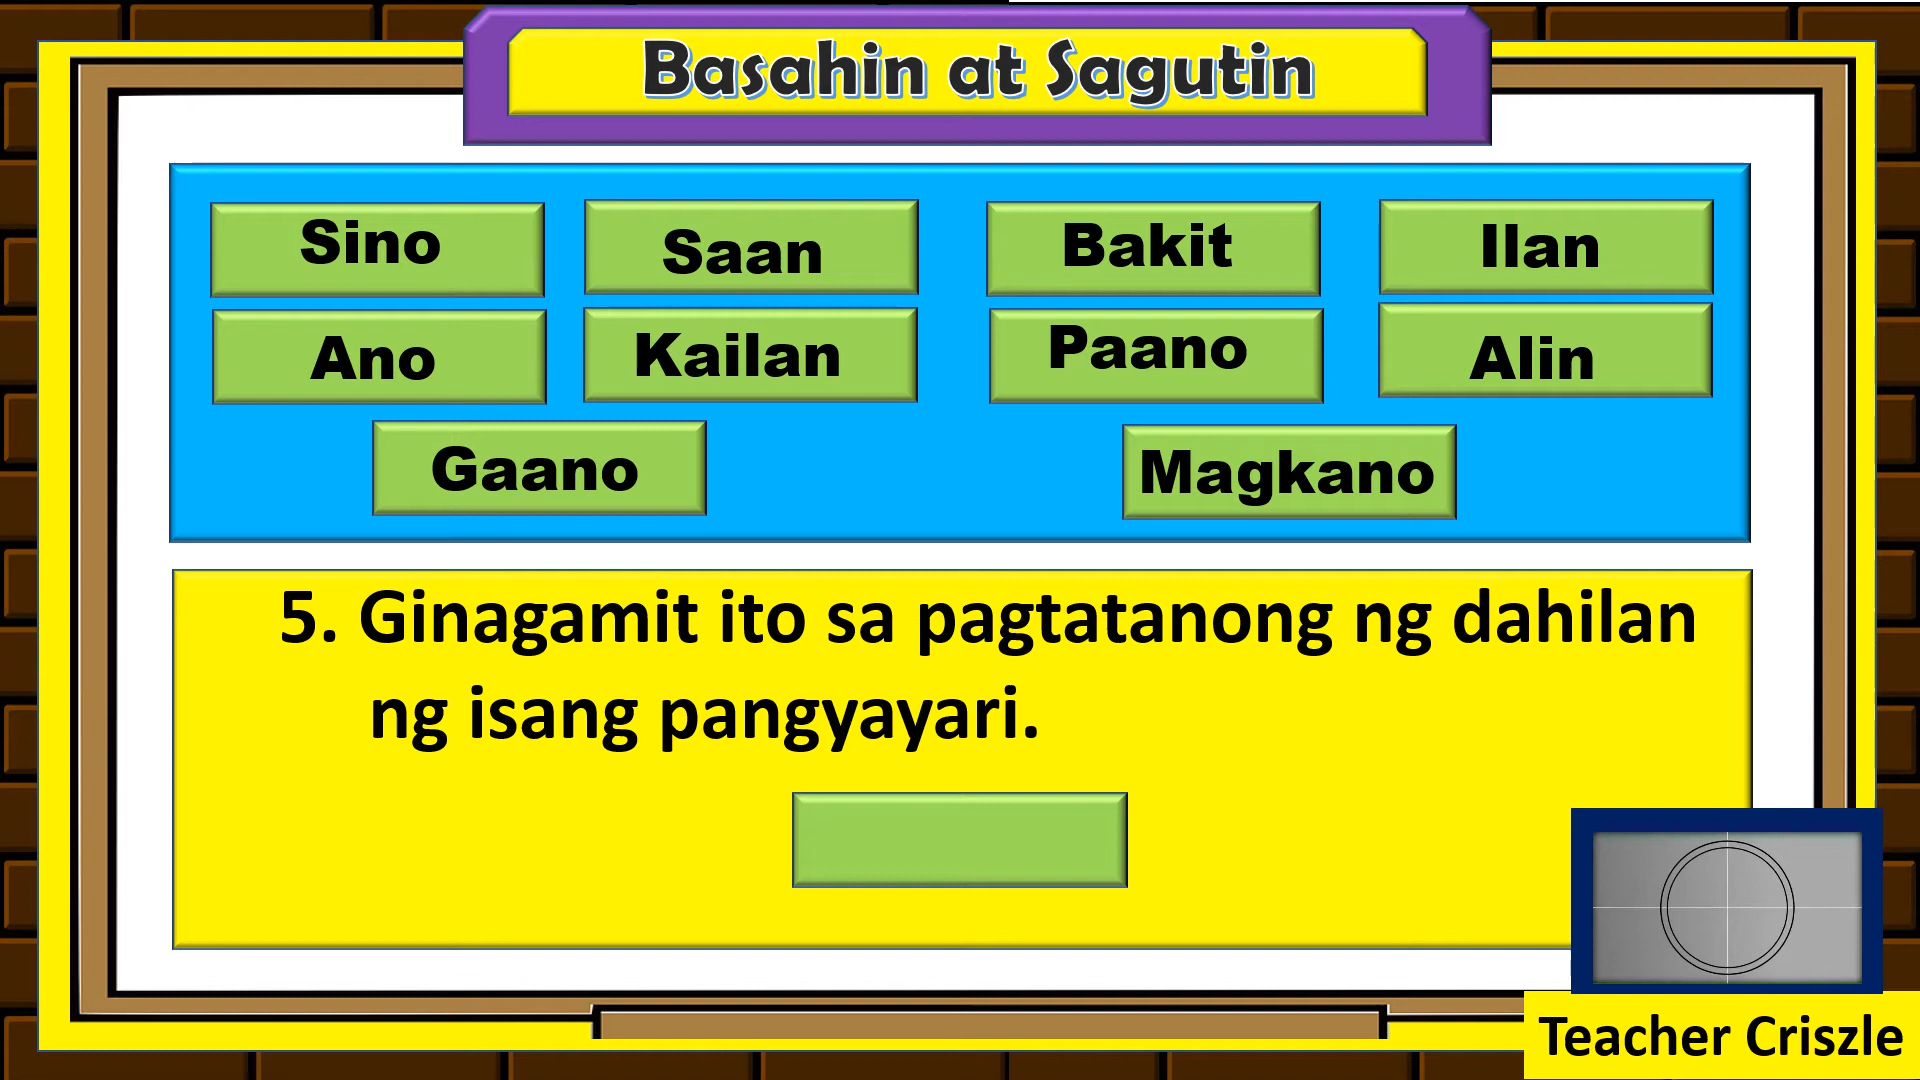 Basahin at Sagutin
Sino
Saan
Bakit
Ilan
Ano
Kailan
Paano
Alin
Gaano
Magkano
5. Ginagamit ito sa pagtatanong ng dahilan
ng isang pangyayari.
Teacher Criszle